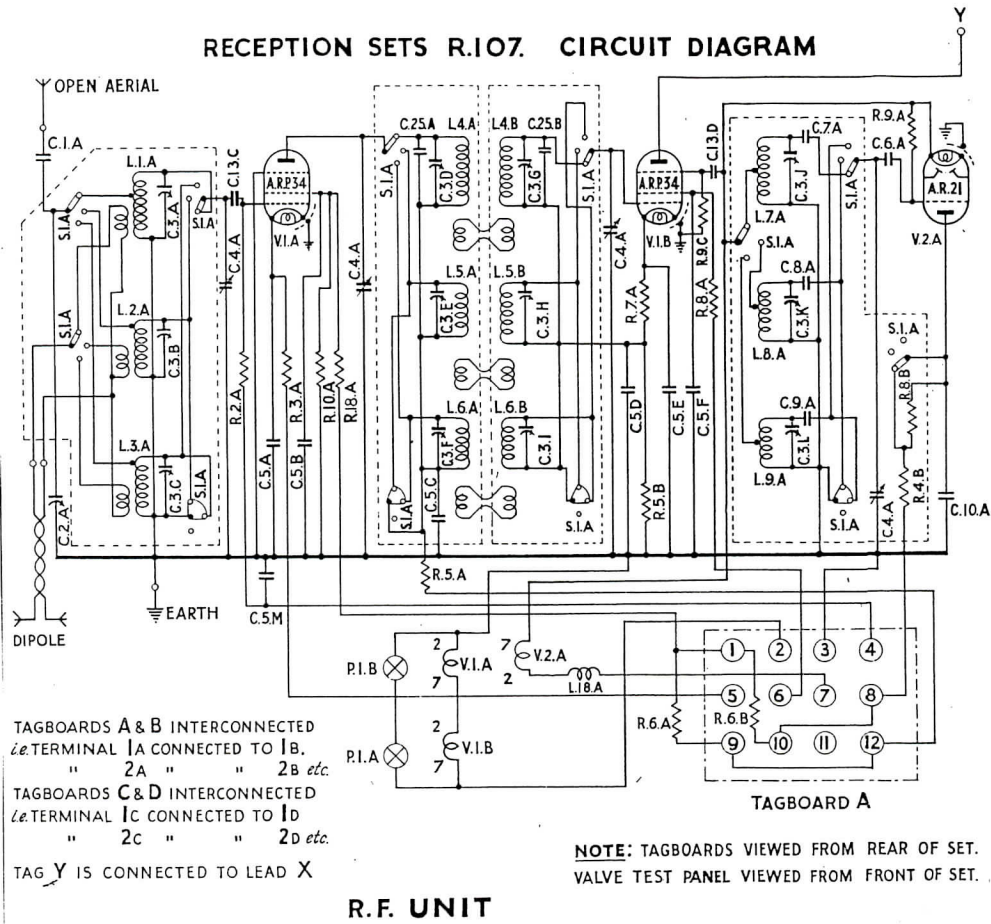 RECEPTION SETS R.107. CIRCUIT DIAGRAM
Y
OPEN AERIAL
C.1.A
L.1.A
C.3.A
S.1.A
S.1.A
C.13.C
C.4.A
A.R.P.34
V.1.A
C.4.A
L.2.A
C.3.B
S.1.A
L.3.A
C.3.C
S.1.A
C.2.A
EARTH
DIPOLE
R.2.A
C.5.A
R.3.A
C.5.B
R.10.A
R.18.A
C.5.M
S.1.A
C.25.A
L.4.A
C.3.D
L.4.B
C.25.B
C.3.G
S.1.A
L.5.A
C.3.E
L.5.B
C.3.H
L.6.A
C.3.F
L.6.B
C.3.I
S.1.A
C.5.C
S.1.A
R.5.A
C.4.A
A.R.P.34
V.1.B
C.13.D
R.9.C
R.7.A
R.8.A
C.5.D
C.5.E
C.5.F
R.5.B
L.7.A
C.7.A
C.3.J
S.1.A
S.1.A
C.8.A
C.3.K
L.8.A
C.9.A
C.3.L
L.9.A
S.1.A
C.6.A
R.9.A
A.R.21
V.2.A
S.1.A
R.8.B
R.4.B
C.4.A
C.10.A
P.1.B
2
V.1.A
7
7
V.2.A
2
L.18.A
P.1.A
2
V.1.B
7
1 2 3 4
5 6 7 8
R.6.A
R.6.B
9 10 11 12
TAGBOARD A
TAGBOARDS A & B INTERCONNECTED
i.e. TERMINAL 1A CONNECTED TO 1B.
" 2A " " 2B etc.
TAGBOARDS C & D INTERCONNECTED
i.e. TERMINAL 1C CONNECTED TO 1D
" 2C " " 2D etc.
TAG Y IS CONNECTED TO LEAD X
NOTE: TAGBOARDS VIEWED FROM REAR OF SET.
VALVE TEST PANEL VIEWED FROM FRONT OF SET.
R.F. UNIT